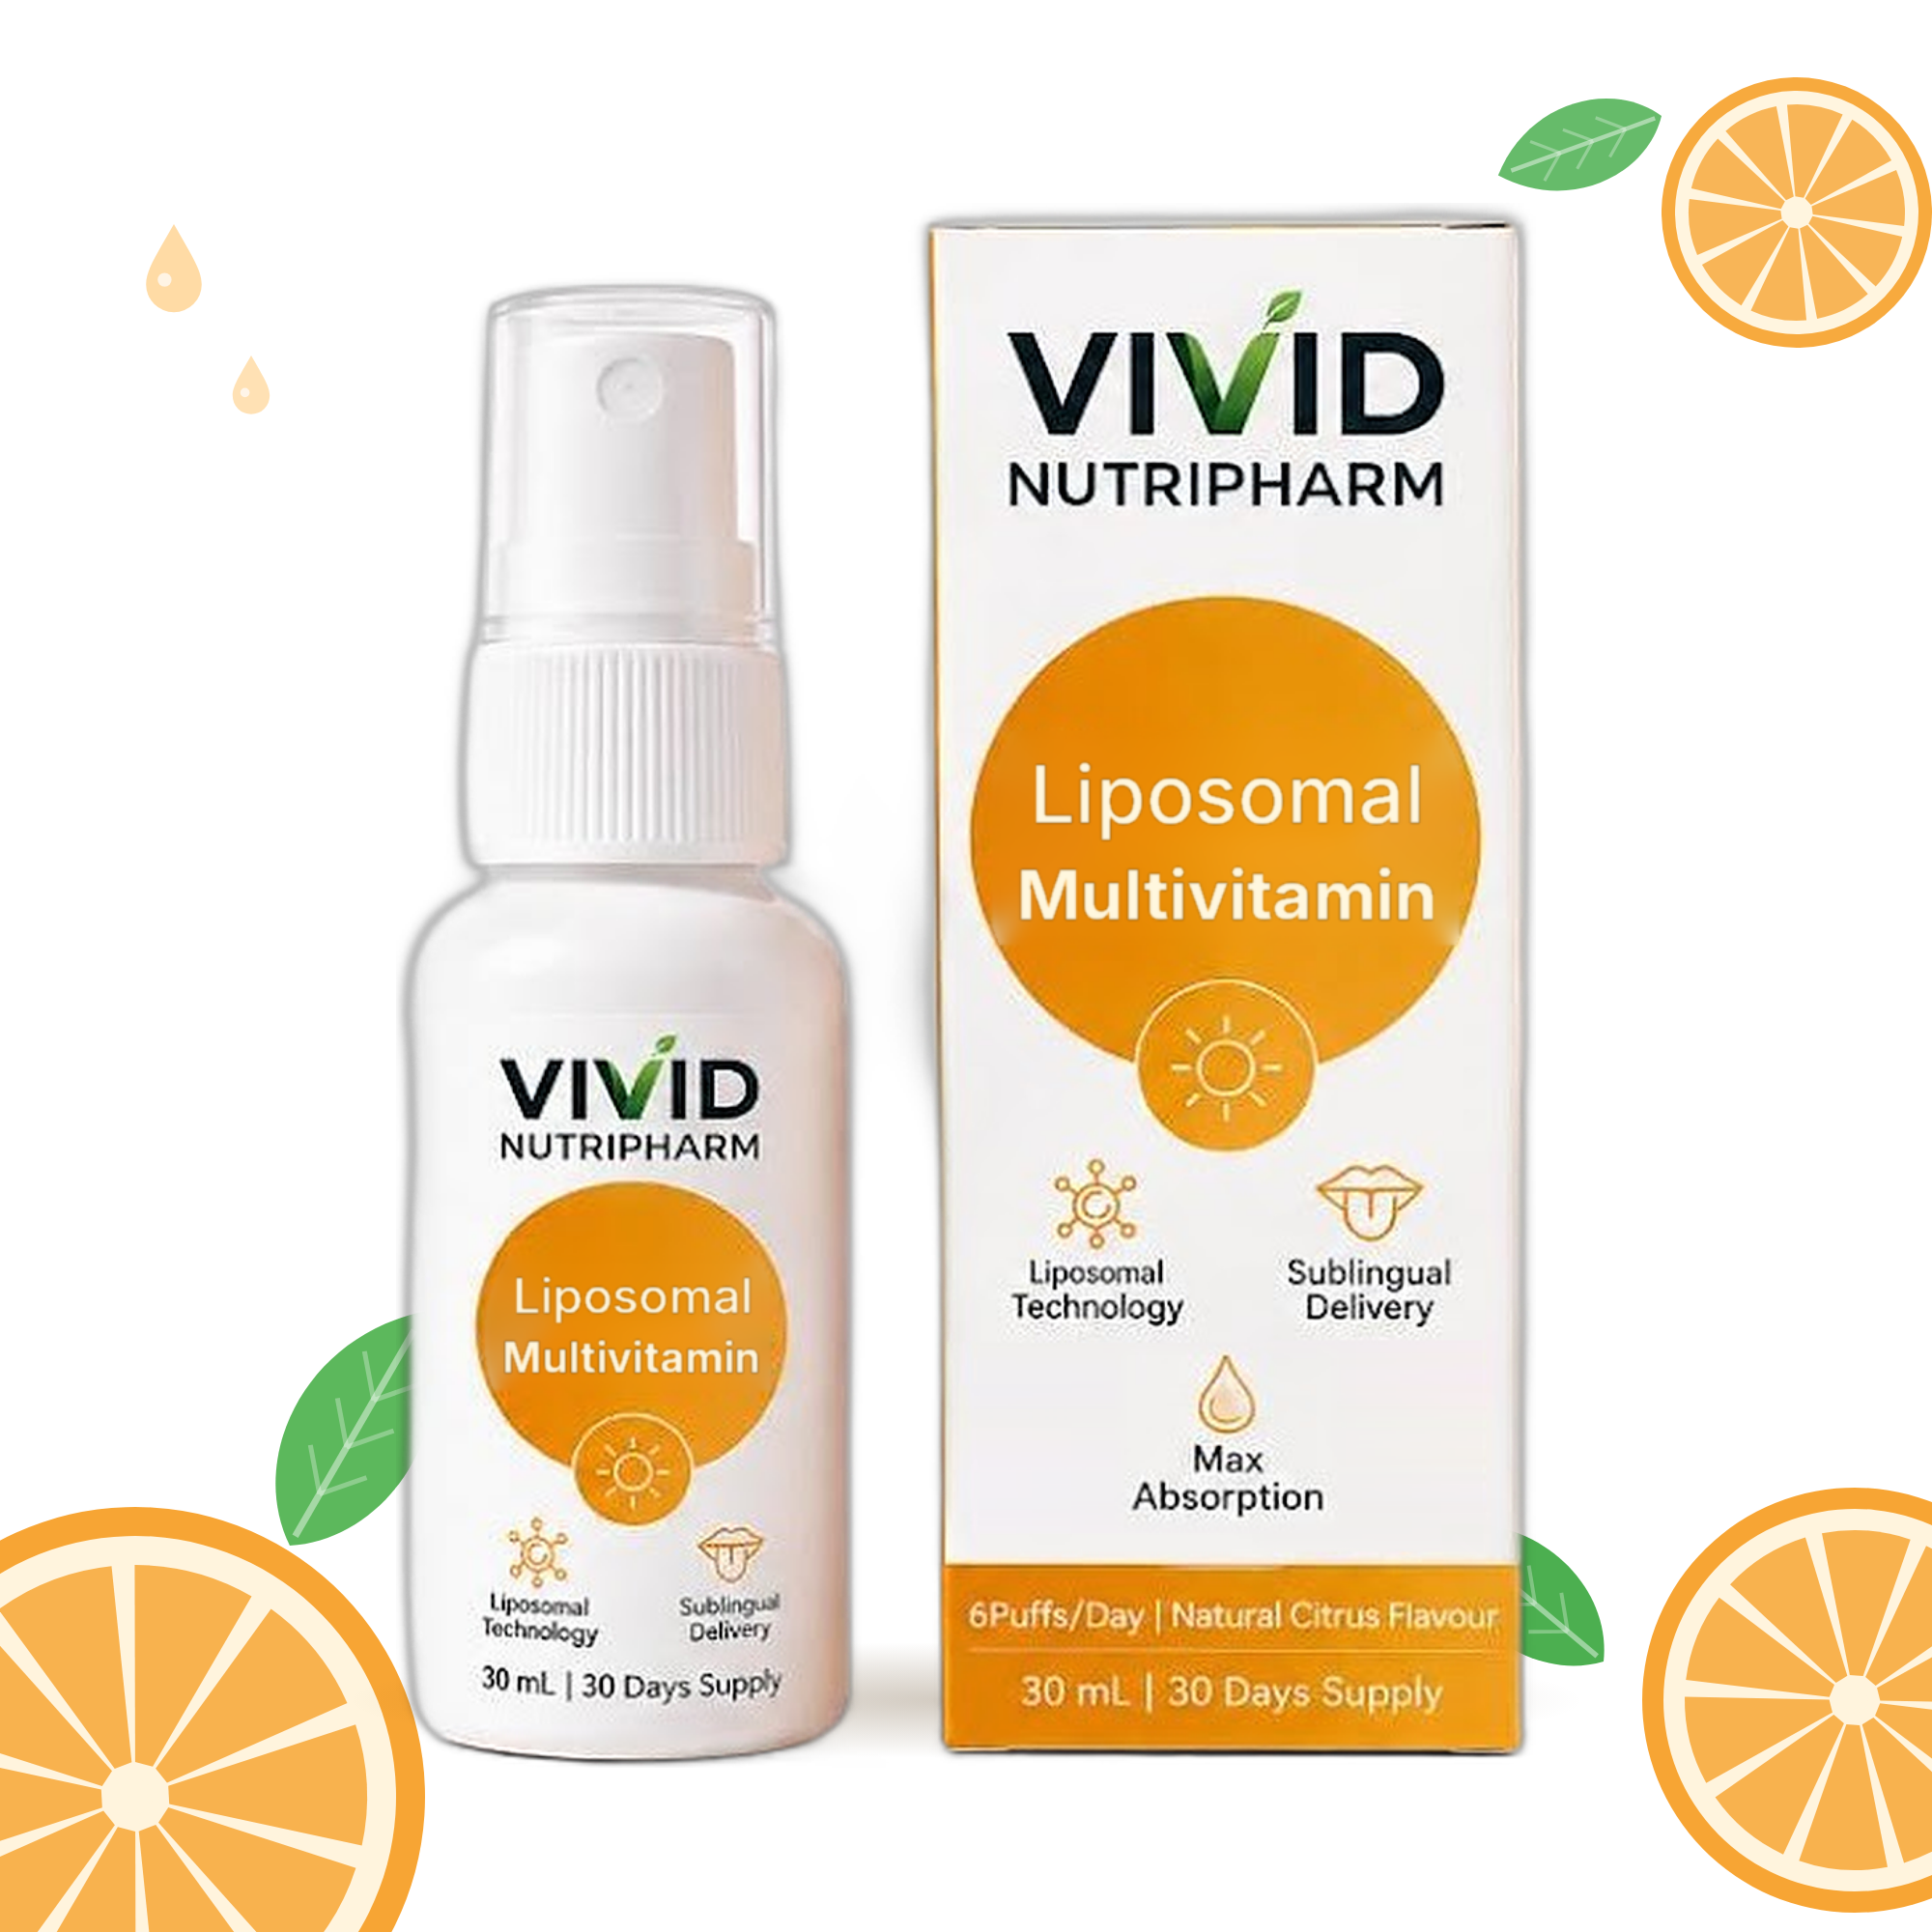 VIVID
NUTRIPHARM
Liposomal
Multivitamin
Liposomal
Technology
Sublingual
Delivery
30 mL | 30 Days Supply
VIVID
NUTRIPHARM
Liposomal
Multivitamin
Liposomal
Technology
Sublingual
Delivery
Max
Absorption
6Puffs/Day | Natural Citrus Flavour
30 mL | 30 Days Supply